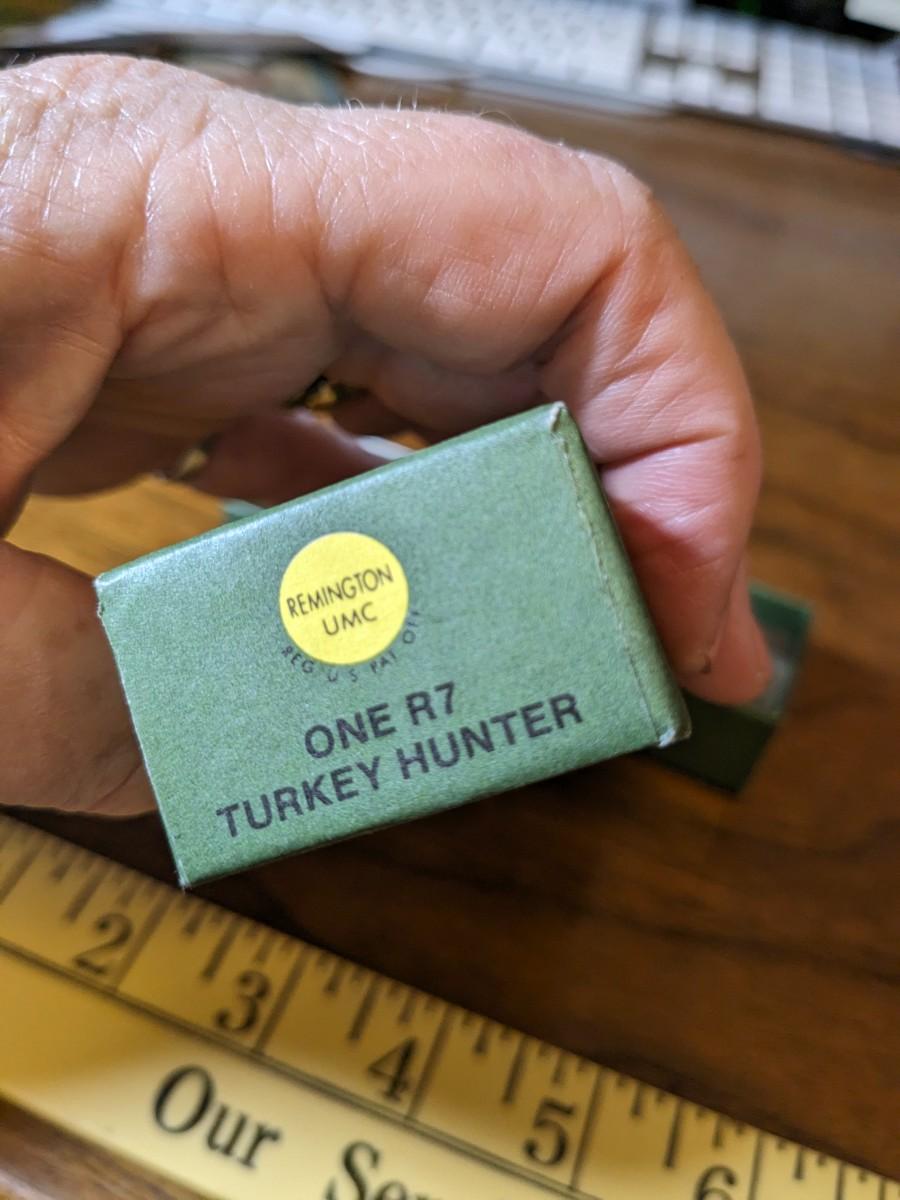 REMINGTON
UMC
REG U S PAT OFF
ONE R7
TURKEY HUNTER
2
3
4
5
6
Our